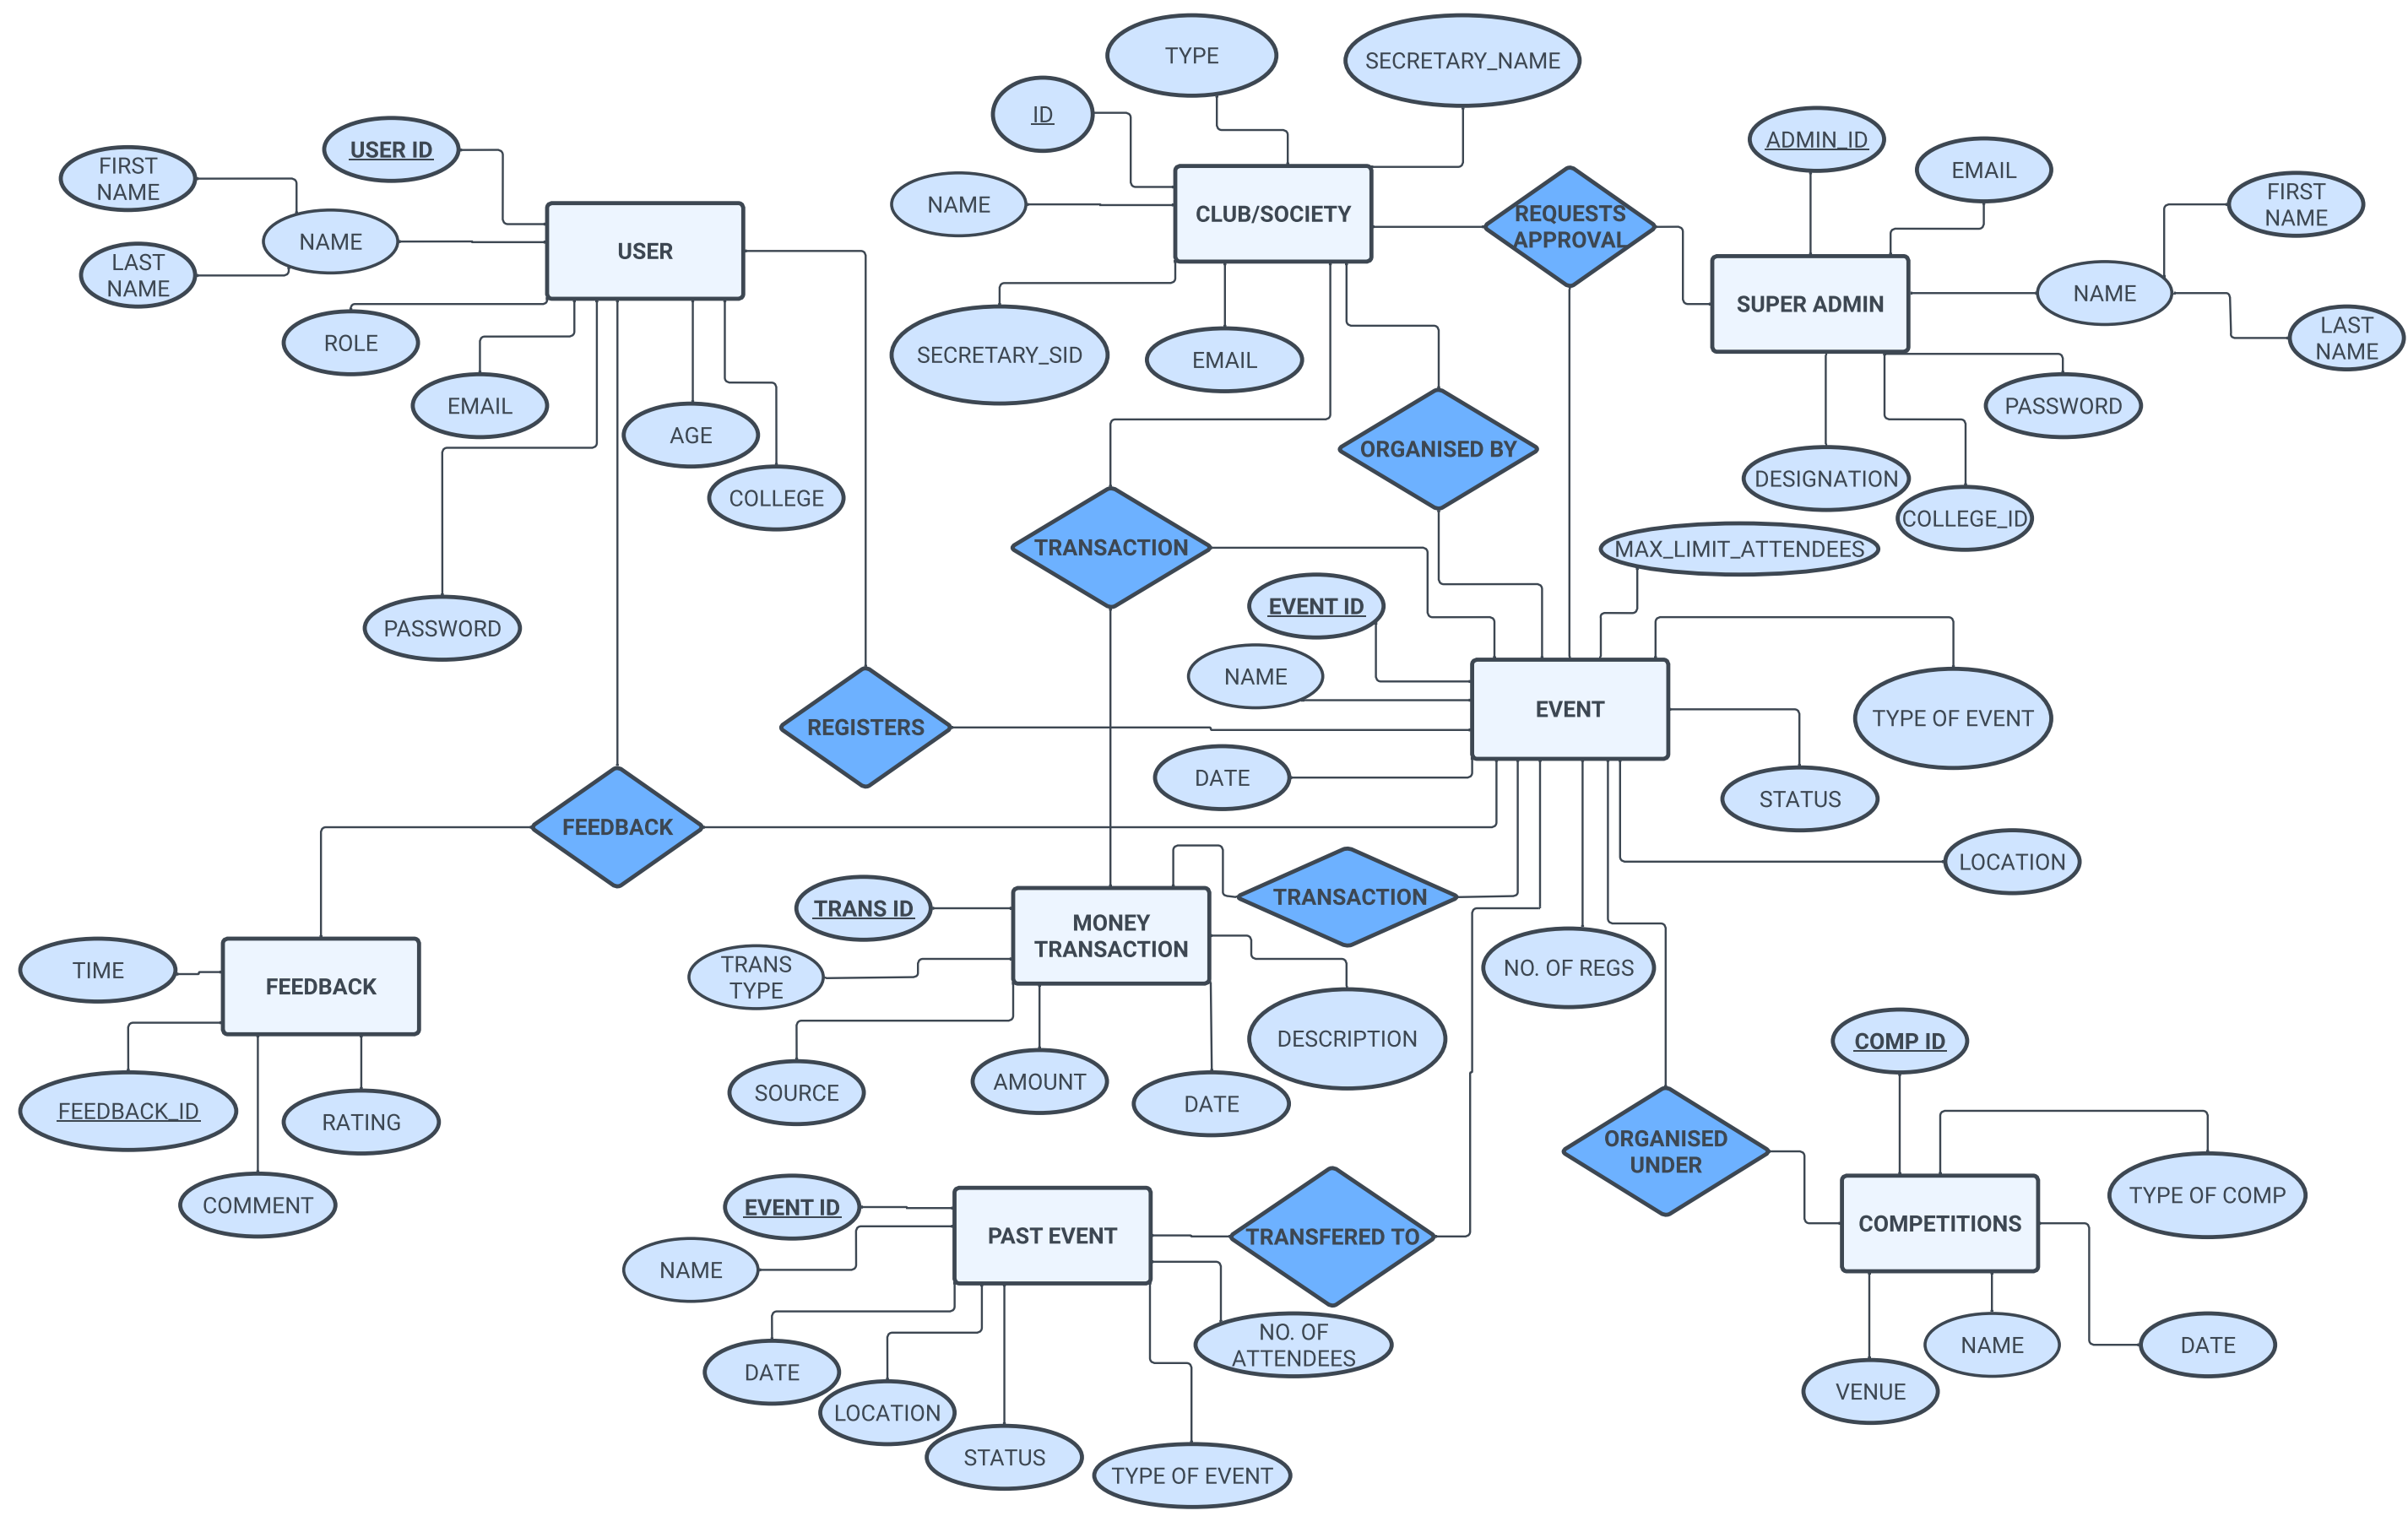 TYPE
SECRETARY_NAME
ID
ADMIN_ID
USER ID
EMAIL
FIRST
NAME
FIRST
NAME
NAME
REQUESTS
APPROVAL
CLUB/SOCIETY
NAME
USER
LAST
NAME
NAME
SUPER ADMIN
LAST
NAME
ROLE
SECRETARY_SID
EMAIL
EMAIL
AGE
PASSWORD
ORGANISED BY
DESIGNATION
COLLEGE
COLLEGE_ID
TRANSACTION
MAX_LIMIT_ATTENDEES
EVENT ID
PASSWORD
NAME
EVENT
TYPE OF EVENT
REGISTERS
DATE
STATUS
FEEDBACK
LOCATION
TRANSACTION
TRANS ID
MONEY
TRANSACTION
TRANS
TYPE
NO. OF REGS
TIME
FEEDBACK
DESCRIPTION
COMP ID
AMOUNT
SOURCE
DATE
FEEDBACK_ID
RATING
ORGANISED
UNDER
TYPE OF COMP
COMMENT
EVENT ID
PAST EVENT
TRANSFERED TO
COMPETITIONS
NAME
NO. OF
ATTENDEES
NAME
DATE
DATE
VENUE
LOCATION
STATUS
TYPE OF EVENT